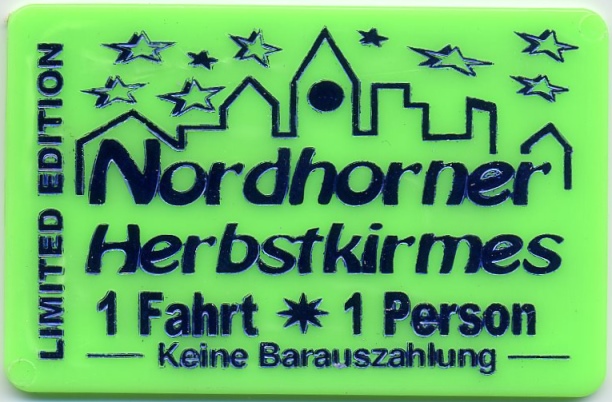 LIMITED EDITION
Nordhorner
Herbstkirmes
1 Fahrt ✷ 1 Person
Keine Barauszahlung